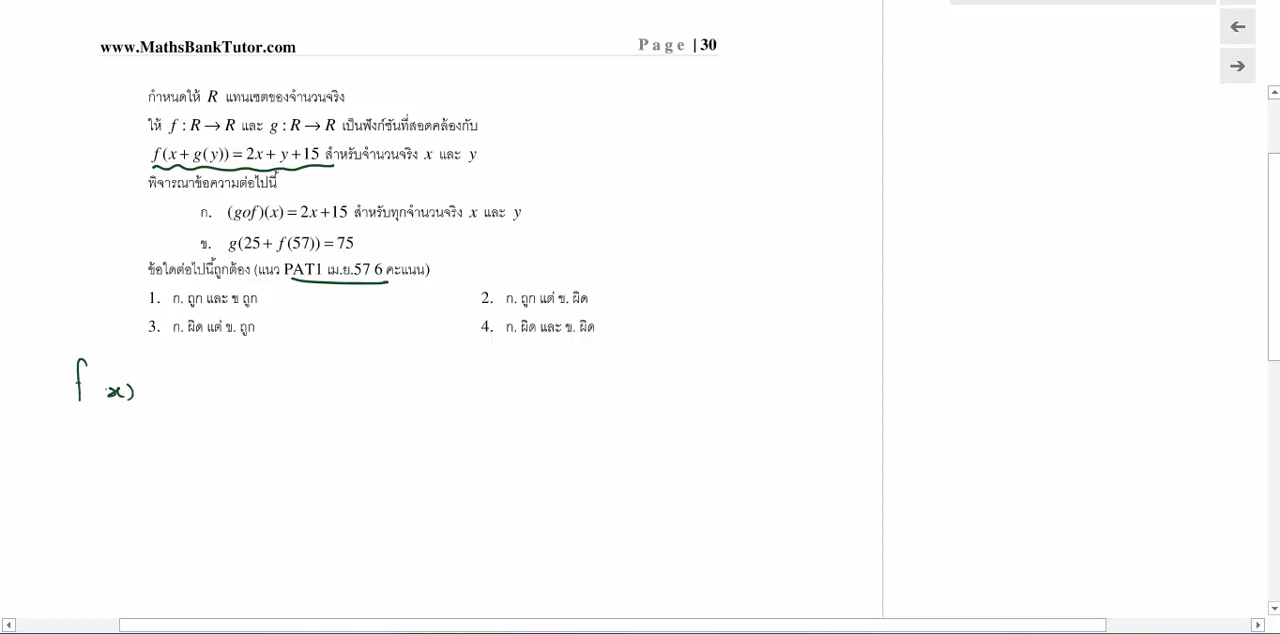 www.MathsBankTutor.com
Page | 30
กำหนดให้ R แทนเซตของจำนวนจริง
ให้ f : R → R และ g : R → R เป็นฟังก์ชันที่สอดคล้องกับ
f(x + g(y)) = 2x + y + 15 สำหรับจำนวนจริง x และ y
พิจารณาข้อความต่อไปนี้
ก. (gof)(x) = 2x + 15 สำหรับทุกจำนวนจริง x และ y
ข. g(25 + f(57)) = 75
ข้อใดต่อไปนี้ถูกต้อง (แนว PAT1 เม.ย.57 6 คะแนน)
1. ก. ถูก และ ข ถูก
2. ก. ถูก แต่ ข. ผิด
3. ก. ผิด แต่ ข. ถูก
4. ก. ผิด และ ข. ผิด
f x)